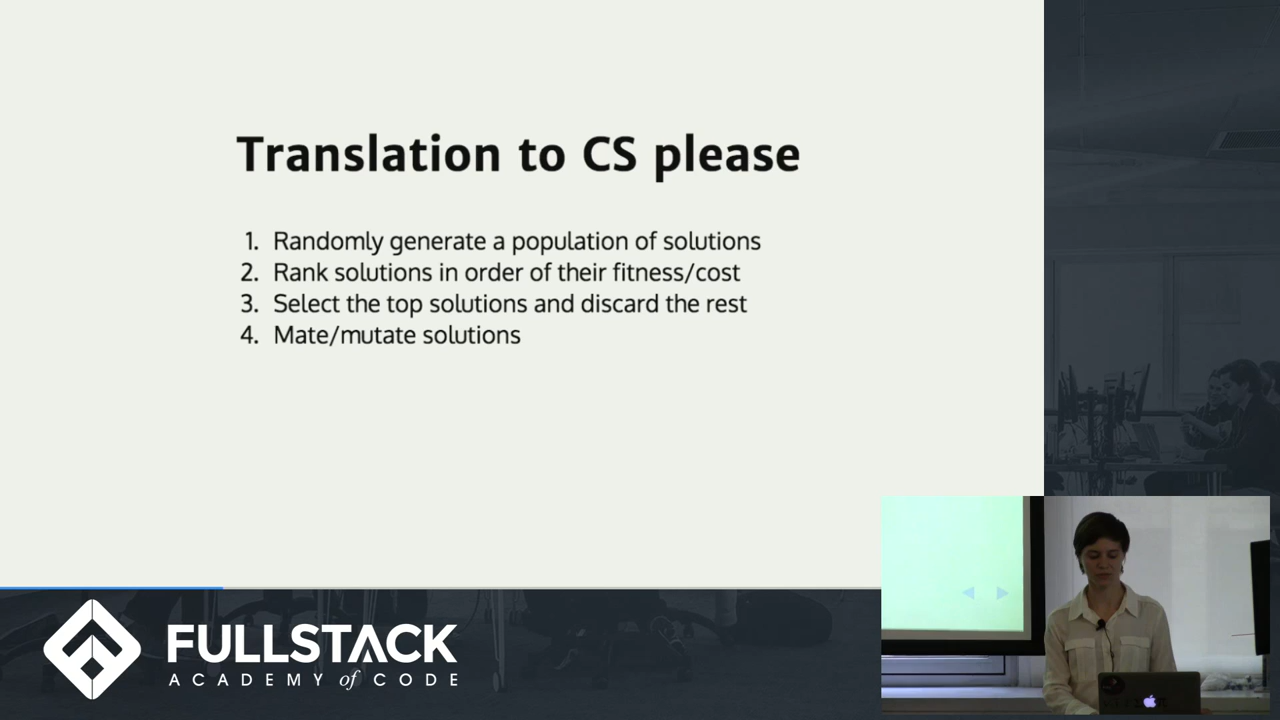 Translation to CS please
1. Randomly generate a population of solutions
2. Rank solutions in order of their fitness/cost
3. Select the top solutions and discard the rest
4. Mate/mutate solutions
FULLSTACK
ACADEMY of CODE